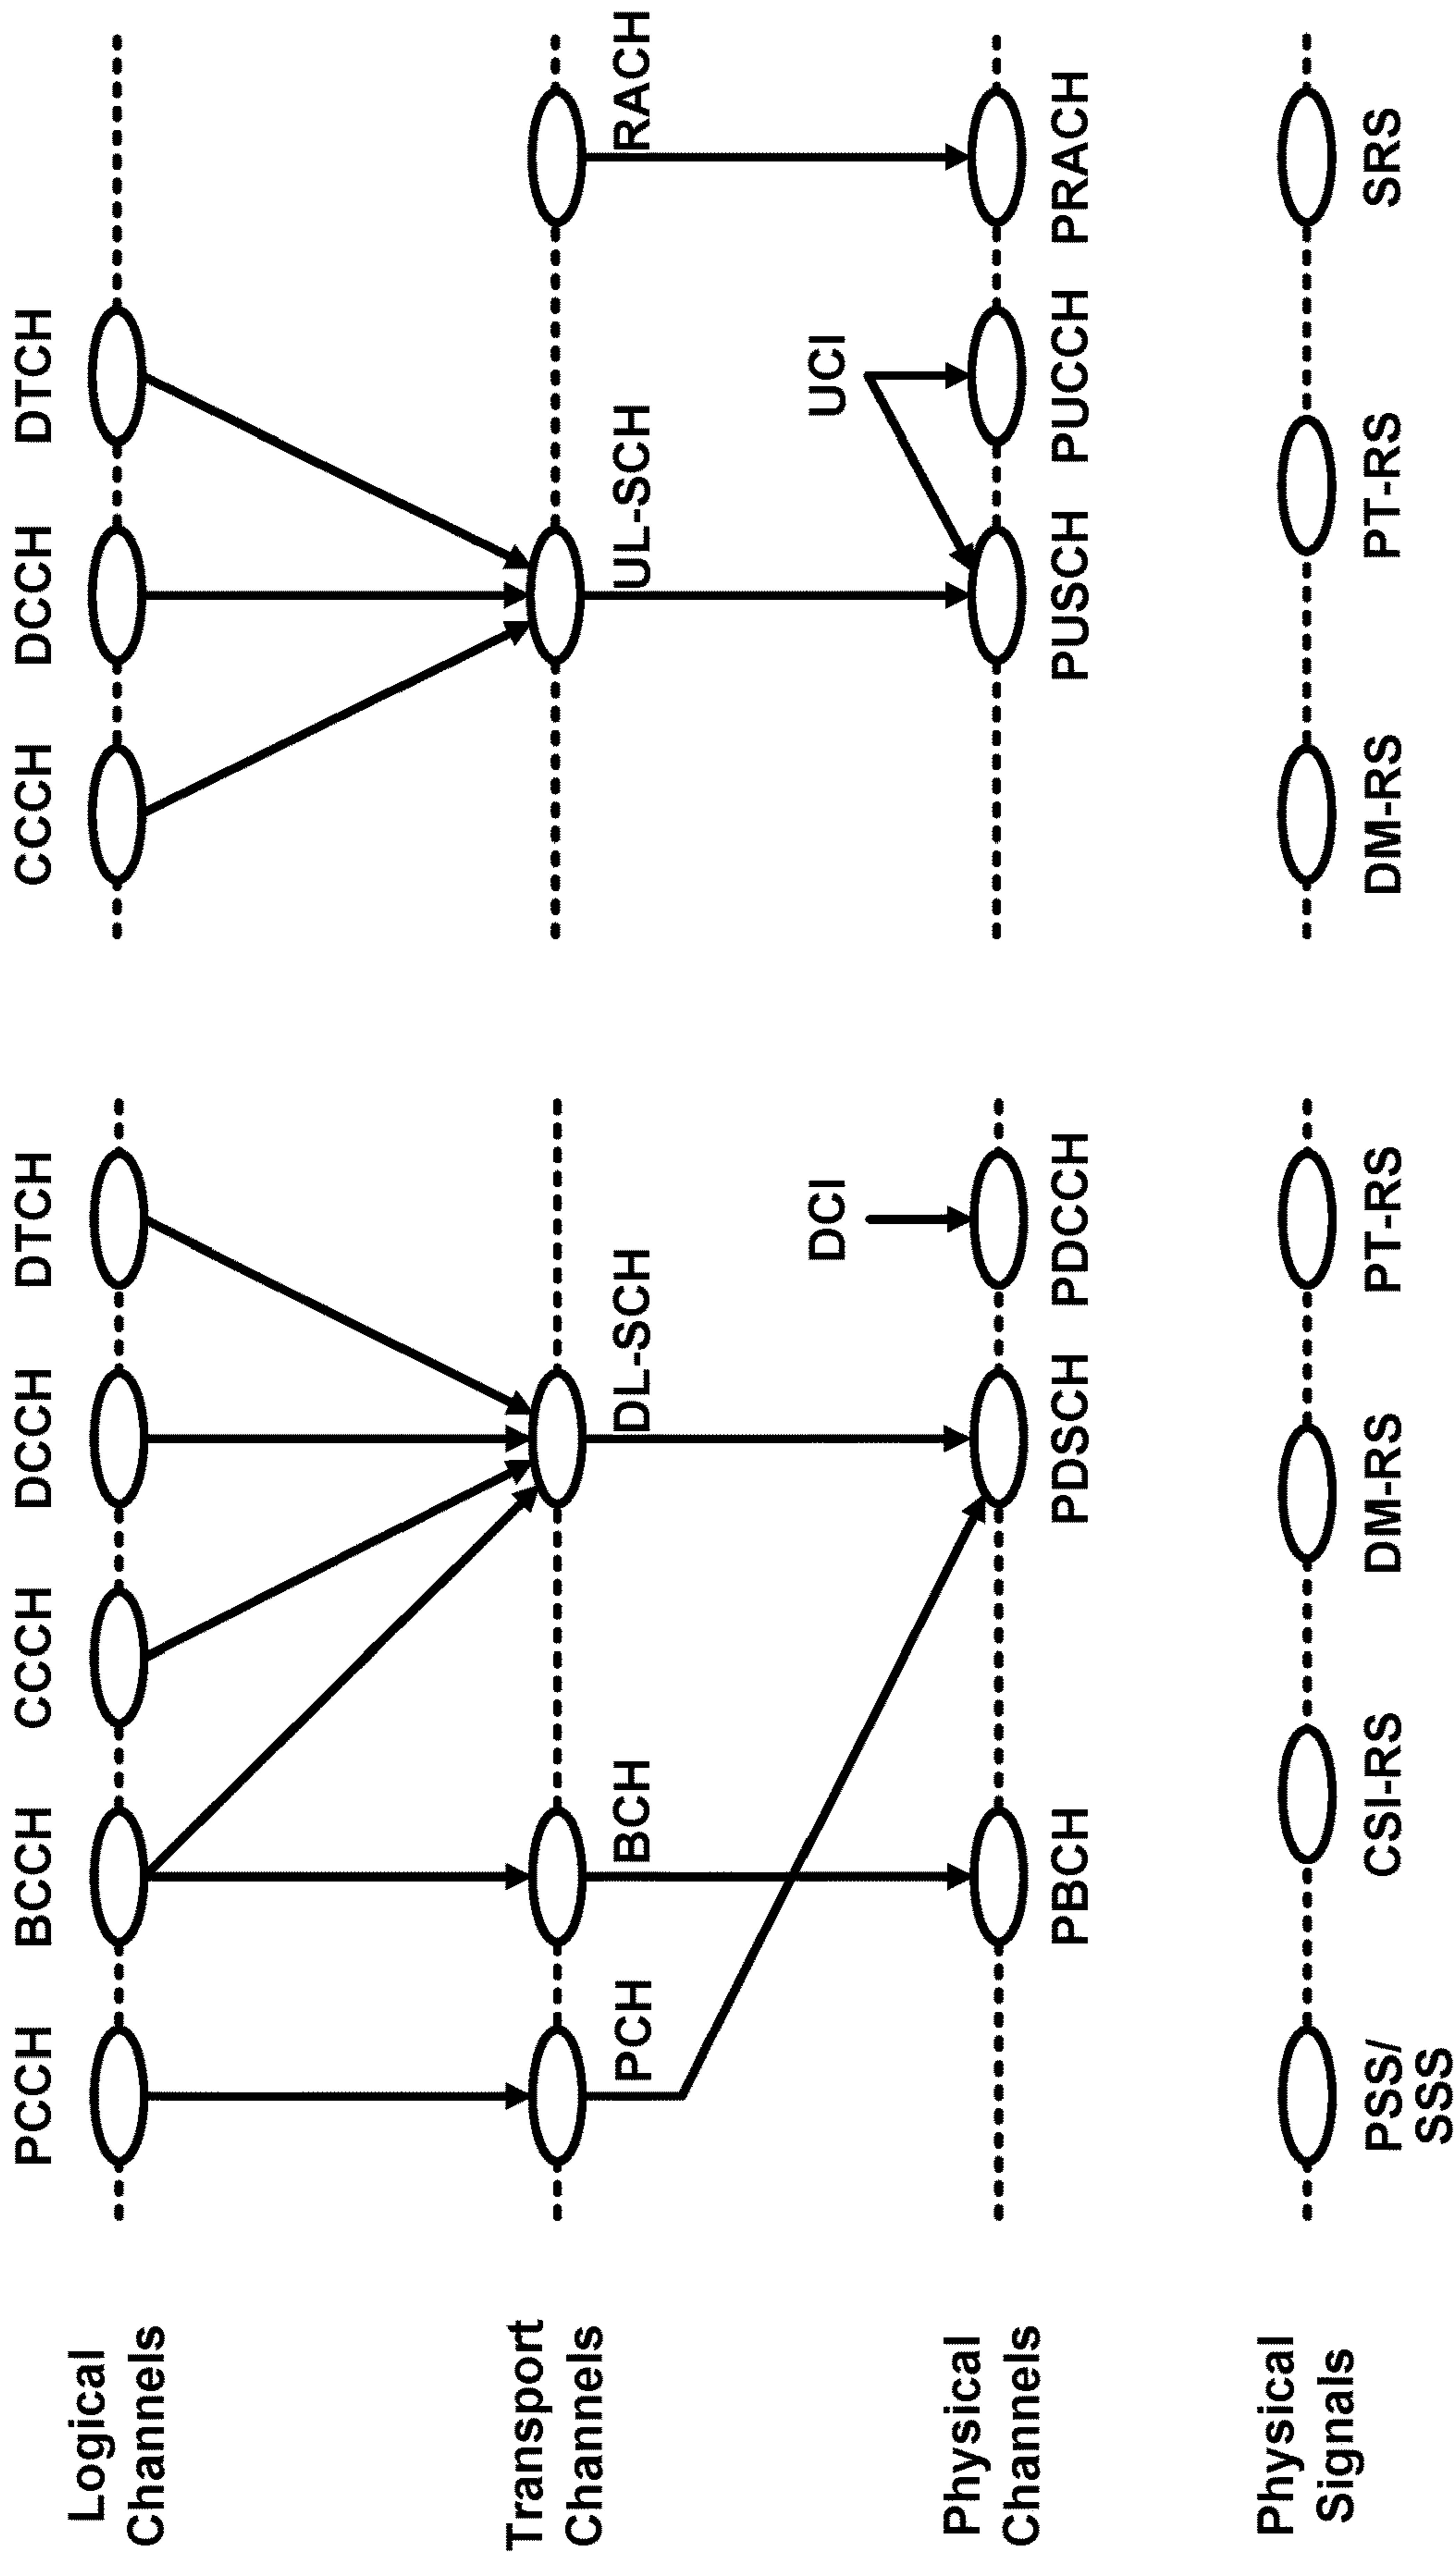 Logical
Channels
PCCH
BCCH
CCCH
DCCH
DTCH
CCCH
DCCH
DTCH
Transport
Channels
PCH
BCH
DL-SCH
UL-SCH
RACH
DCI
UCI
Physical
Channels
PBCH
PDSCH
PDCCH
PUSCH
PUCCH
PRACH
Physical
Signals
PSS/
SSS
CSI-RS
DM-RS
PT-RS
DM-RS
PT-RS
SRS